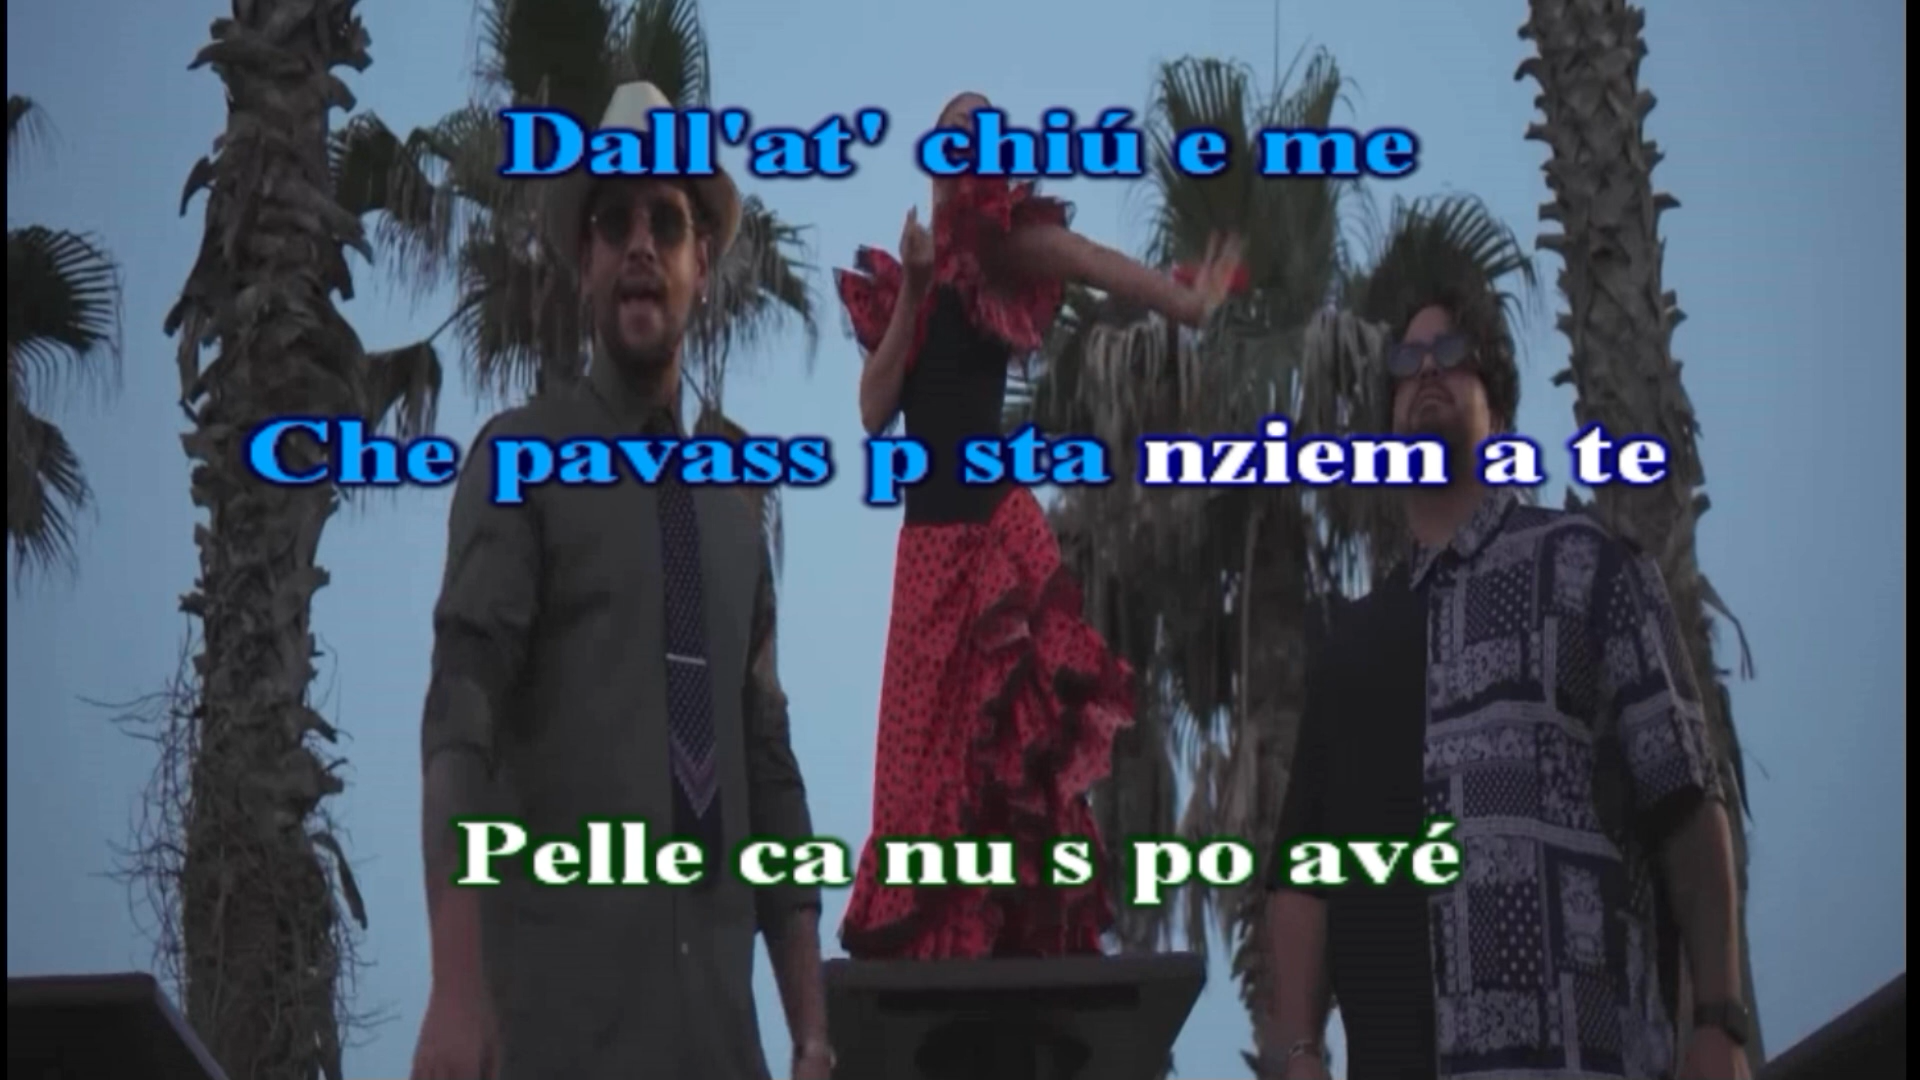 Dall'at' chiú e me
Che pavass p sta nziem a te
Pelle ca nu s po avé